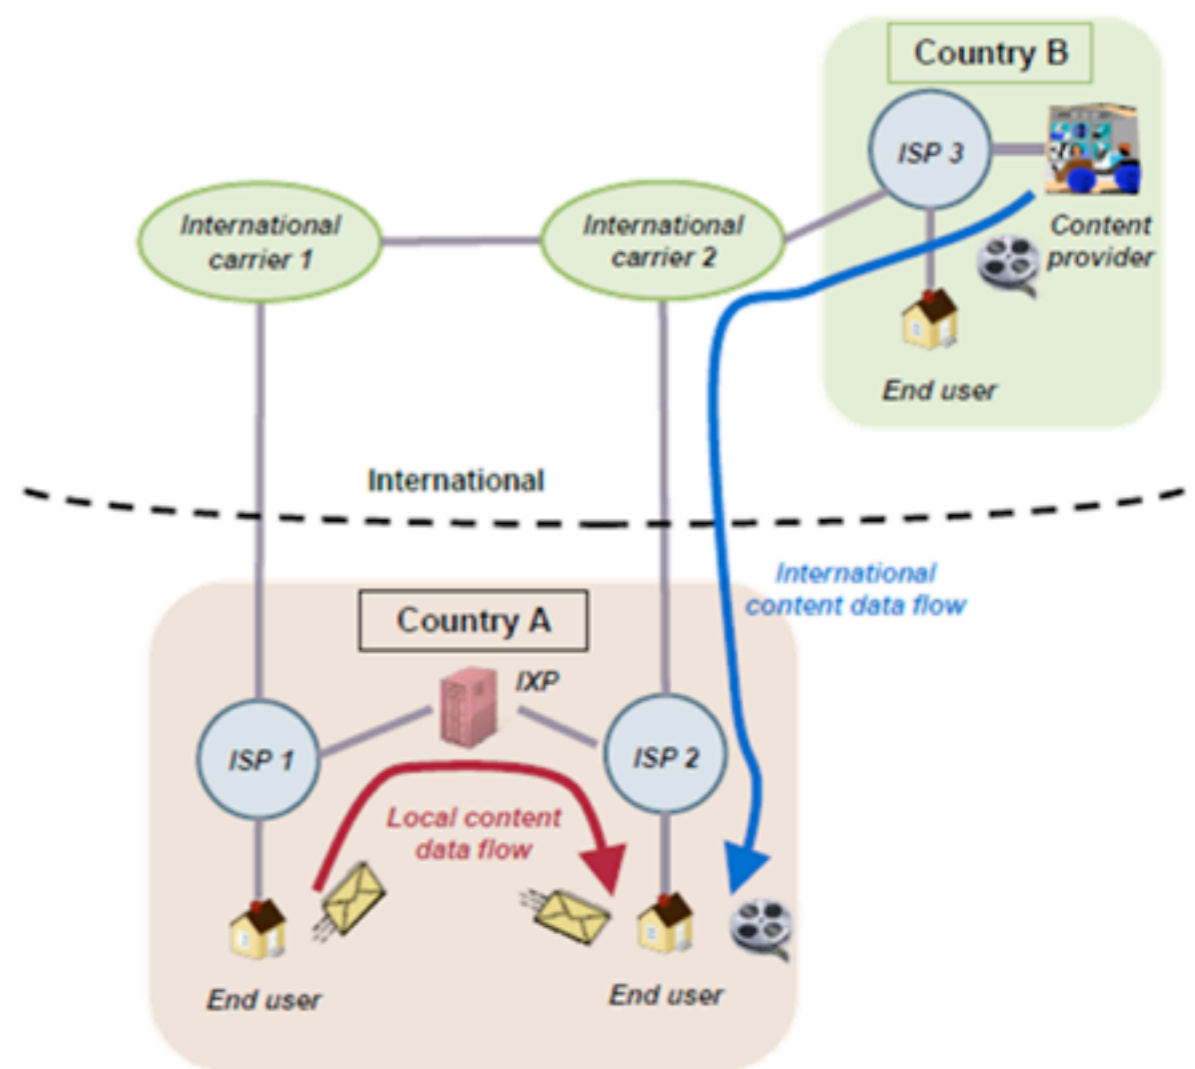 Country B
ISP 3
International
carrier 1
International
carrier 2
Content
provider
End user
International
International
content data flow
Country A
IXP
ISP 1
ISP 2
Local content
data flow
End user
End user